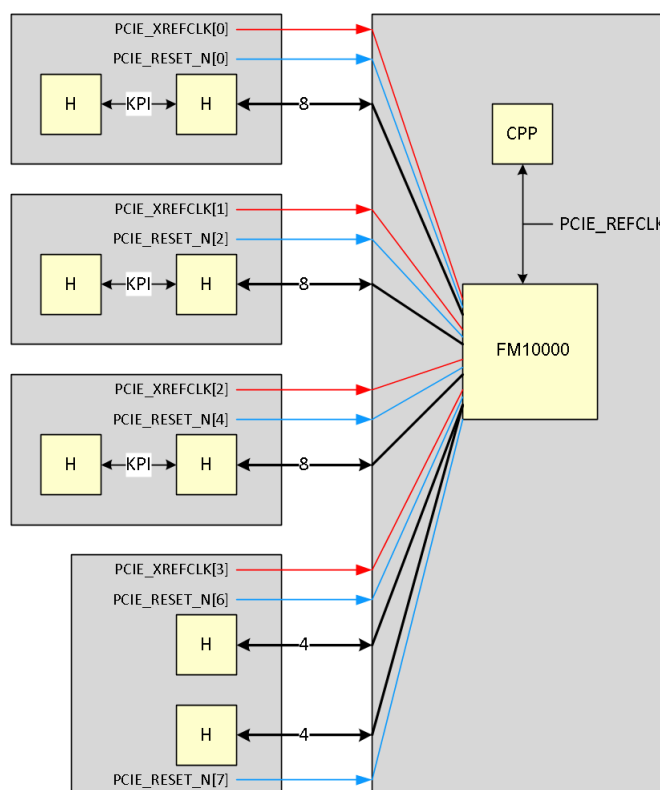 PCIE_XREFCLK[0]
PCIE_RESET_N[0]
H KPI H 8
CPP
PCIE_XREFCLK[1]
PCIE_RESET_N[2]
PCIE_REFCLK
H KPI H 8
FM10000
PCIE_XREFCLK[2]
PCIE_RESET_N[4]
H KPI H 8
PCIE_XREFCLK[3]
PCIE_RESET_N[6]
H 4
H 4
PCIE_RESET_N[7]